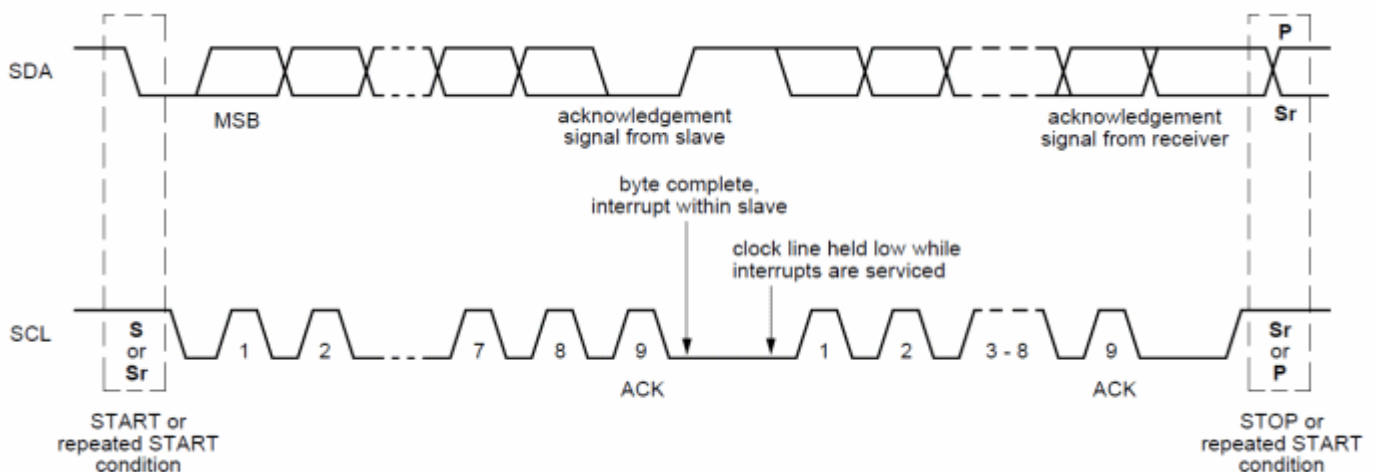 P
SDA
MSB
acknowledgement
signal from slave
acknowledgement
signal from receiver
Sr
byte complete,
interrupt within slave
clock line held low while
interrupts are serviced
SCL
S
or
Sr
1
2
7
8
9
1
2
3 - 8
9
Sr
or
P
ACK
ACK
START or
repeated START
condition
STOP or
repeated START
condition